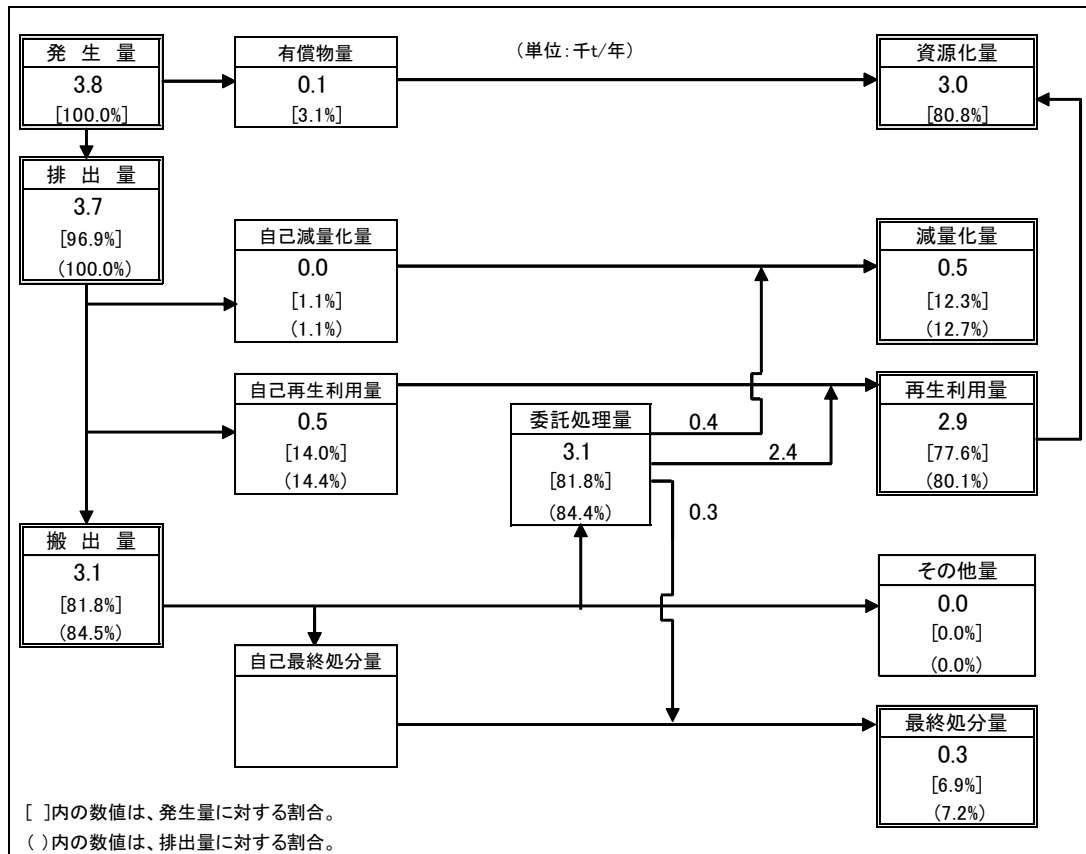 発 生 量
3.8
[100.0%]
有償物量
0.1
[3.1%]
(単位:千t/年)
資源化量
3.0
[80.8%]
排 出 量
3.7
[96.9%]
(100.0%)
自己減量化量
0.0
[1.1%]
(1.1%)
減量化量
0.5
[12.3%]
(12.7%)
自己再生利用量
0.5
[14.0%]
(14.4%)
委託処理量
3.1
[81.8%]
(84.4%)
0.4
2.4
0.3
再生利用量
2.9
[77.6%]
(80.1%)
搬 出 量
3.1
[81.8%]
(84.5%)
その他量
0.0
[0.0%]
(0.0%)
自己最終処分量
最終処分量
0.3
[6.9%]
(7.2%)
[ ]内の数値は、発生量に対する割合。
( )内の数値は、排出量に対する割合。